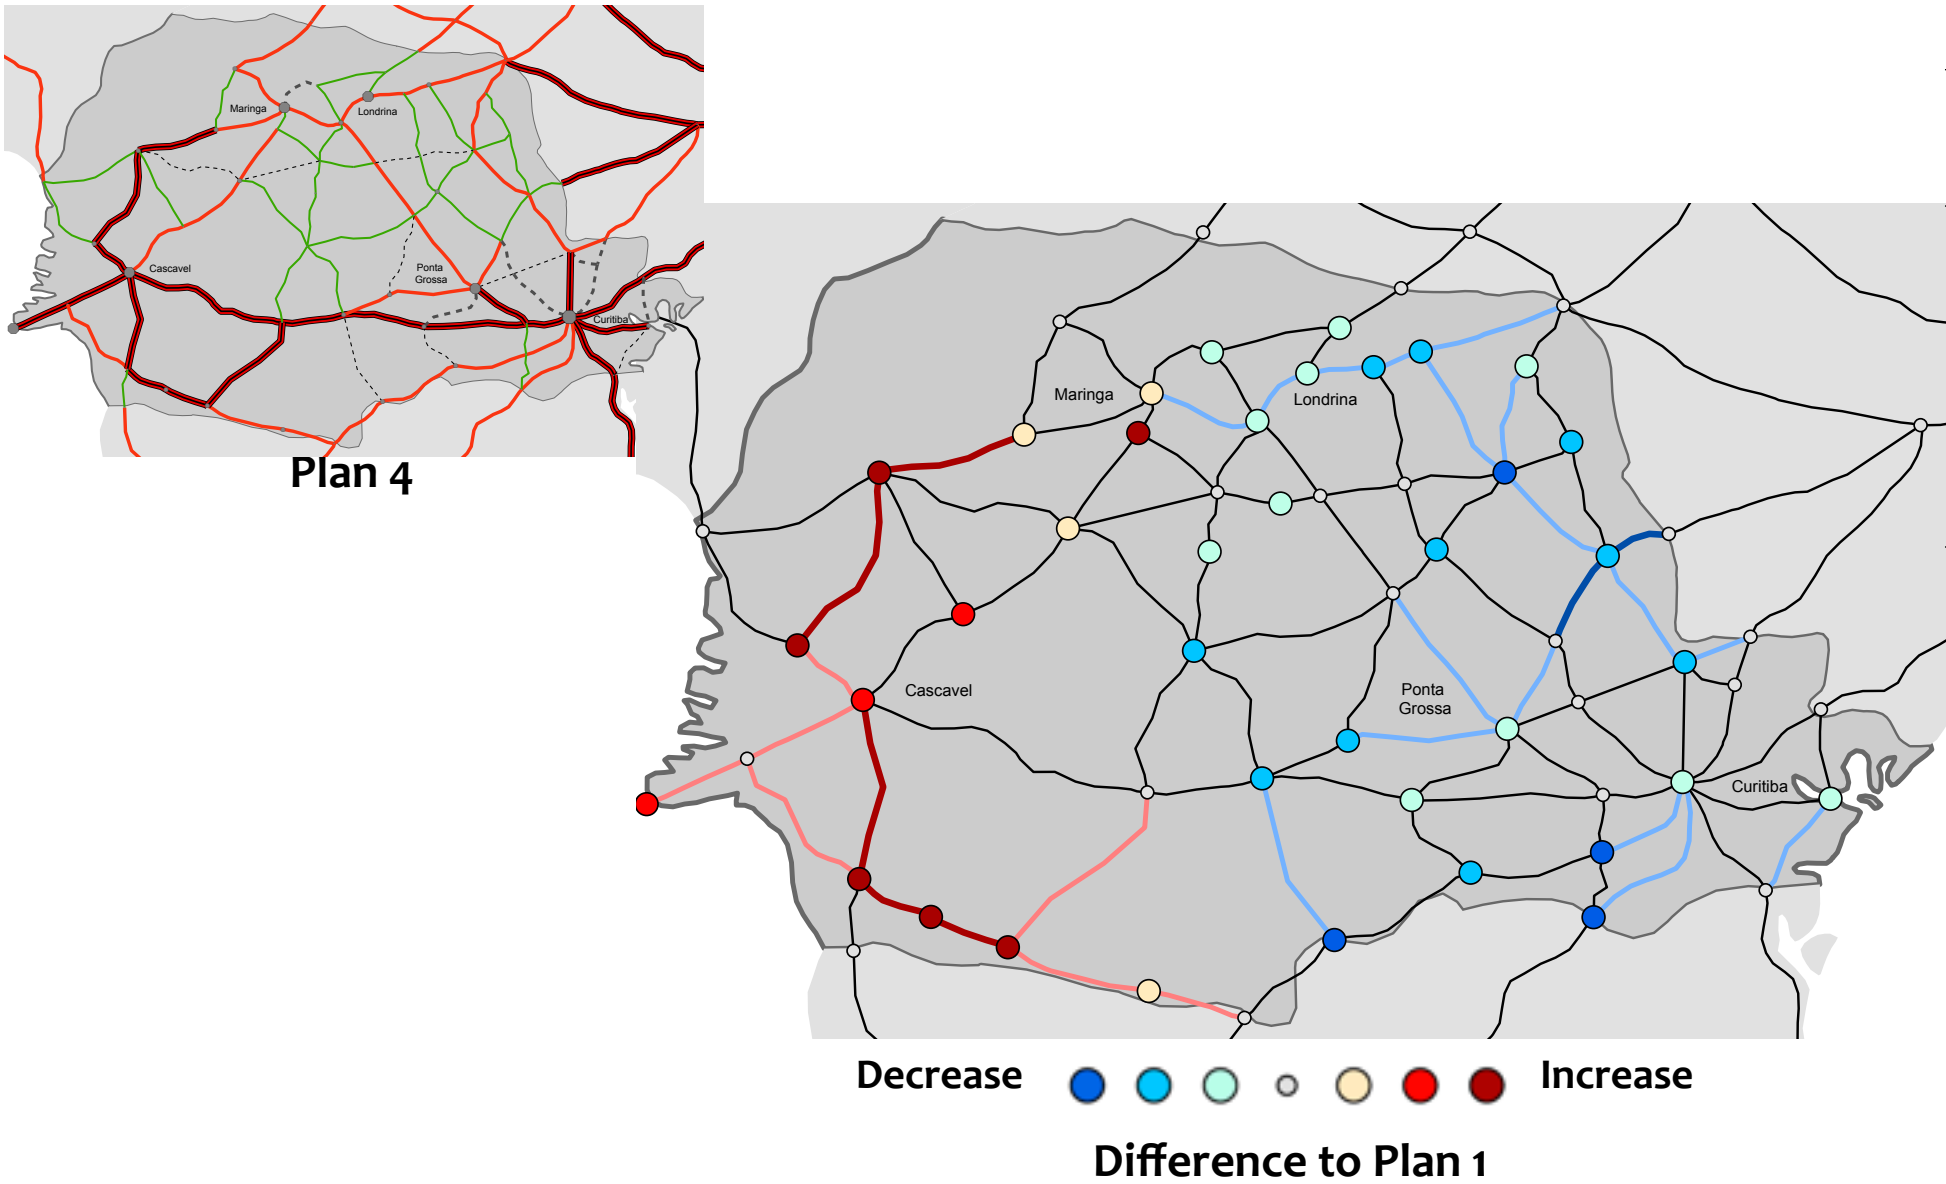 Maringa
Londrina
Cascavel
Ponta
Grossa
Curitiba
Plan 4
Maringa
Londrina
Cascavel
Ponta
Grossa
Curitiba
Decrease
Increase
Difference to Plan 1